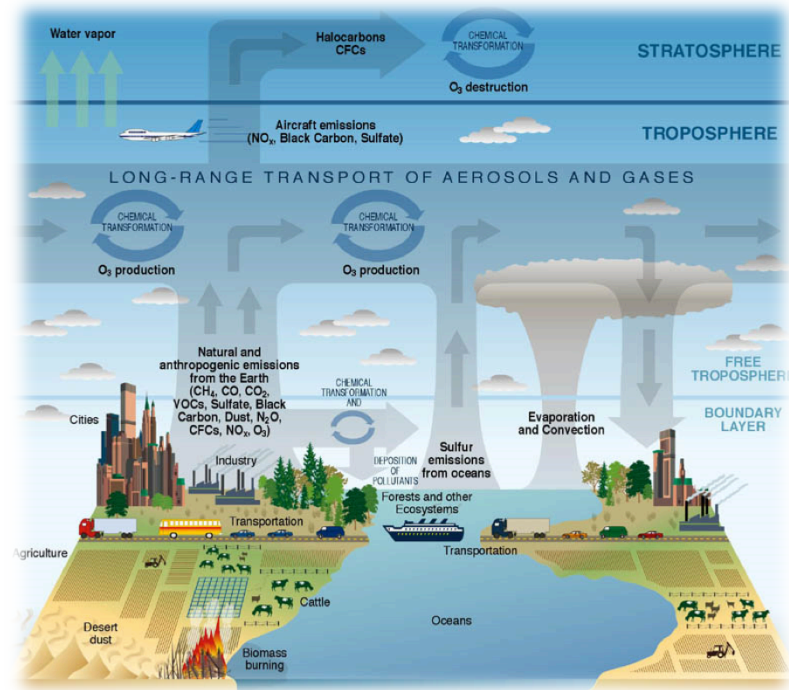 Water vapor
Halocarbons
CFCs
CHEMICAL
TRANSFORMATION
O₃ destruction
STRATOSPHERE
Aircraft emissions
(NOₓ, Black Carbon, Sulfate)
TROPOSPHERE
LONG-RANGE TRANSPORT OF AEROSOLS AND GASES
CHEMICAL
TRANSFORMATION
O₃ production
CHEMICAL
TRANSFORMATION
O₃ production
Natural and
anthropogenic emissions
from the Earth
(CH₄, CO, CO₂,
VOCs, Sulfate, Black
Carbon, Dust, N₂O,
CFCs, NOₓ, O₃)
CHEMICAL
TRANSFORMATION
AND
DEPOSITION
OF
POLLUTANTS
FREE
TROPOSPHERE
BOUNDARY
LAYER
Cities
Industry
Sulfur
emissions
from oceans
Evaporation
and Convection
Forests and other
Ecosystems
Transportation
Transportation
Agriculture
Cattle
Desert
dust
Biomass
burning
Oceans